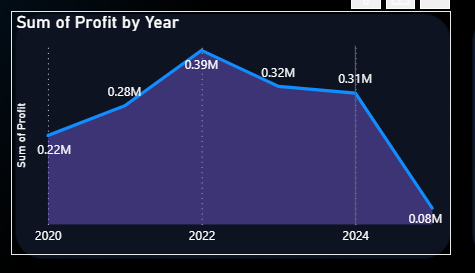 Sum of Profit by Year
Sum of Profit
0.22M
0.28M
0.39M
0.32M
0.31M
0.08M
2020
2022
2024